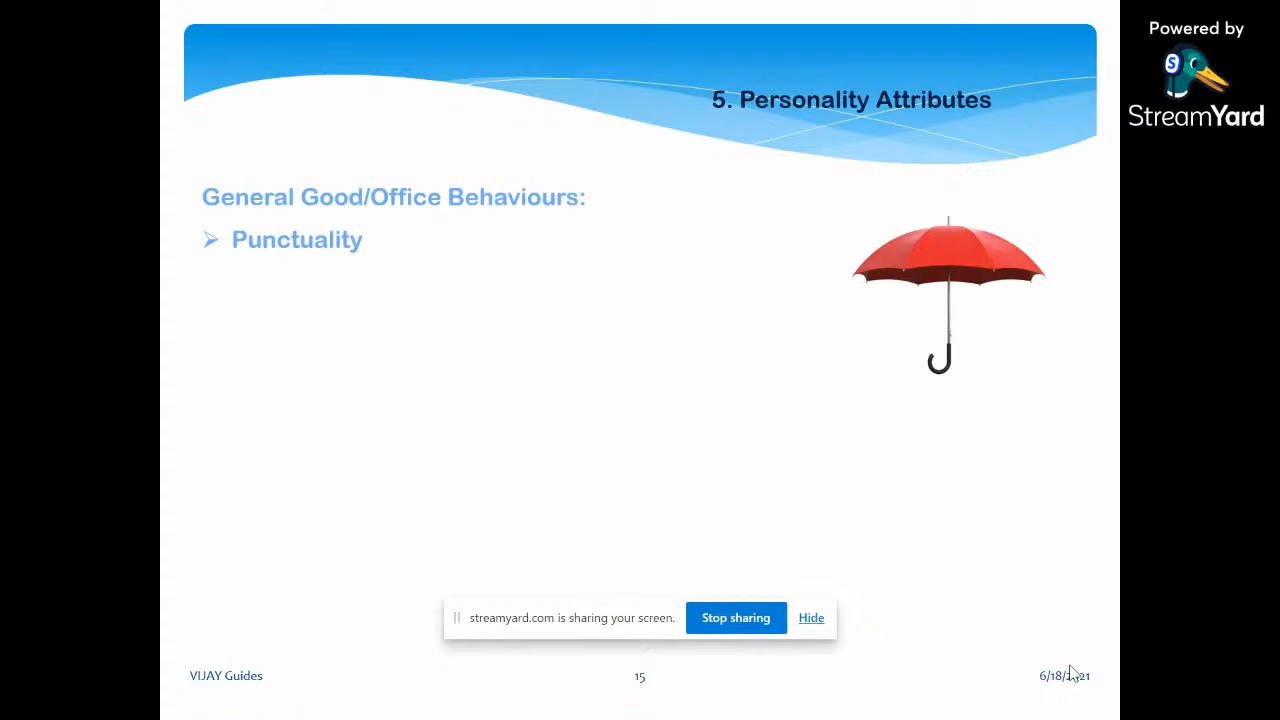 Powered by
StreamYard
5. Personality Attributes
General Good/Office Behaviours:
Punctuality
streamyard.com is sharing your screen.
Stop sharing
Hide
VIJAY Guides
15